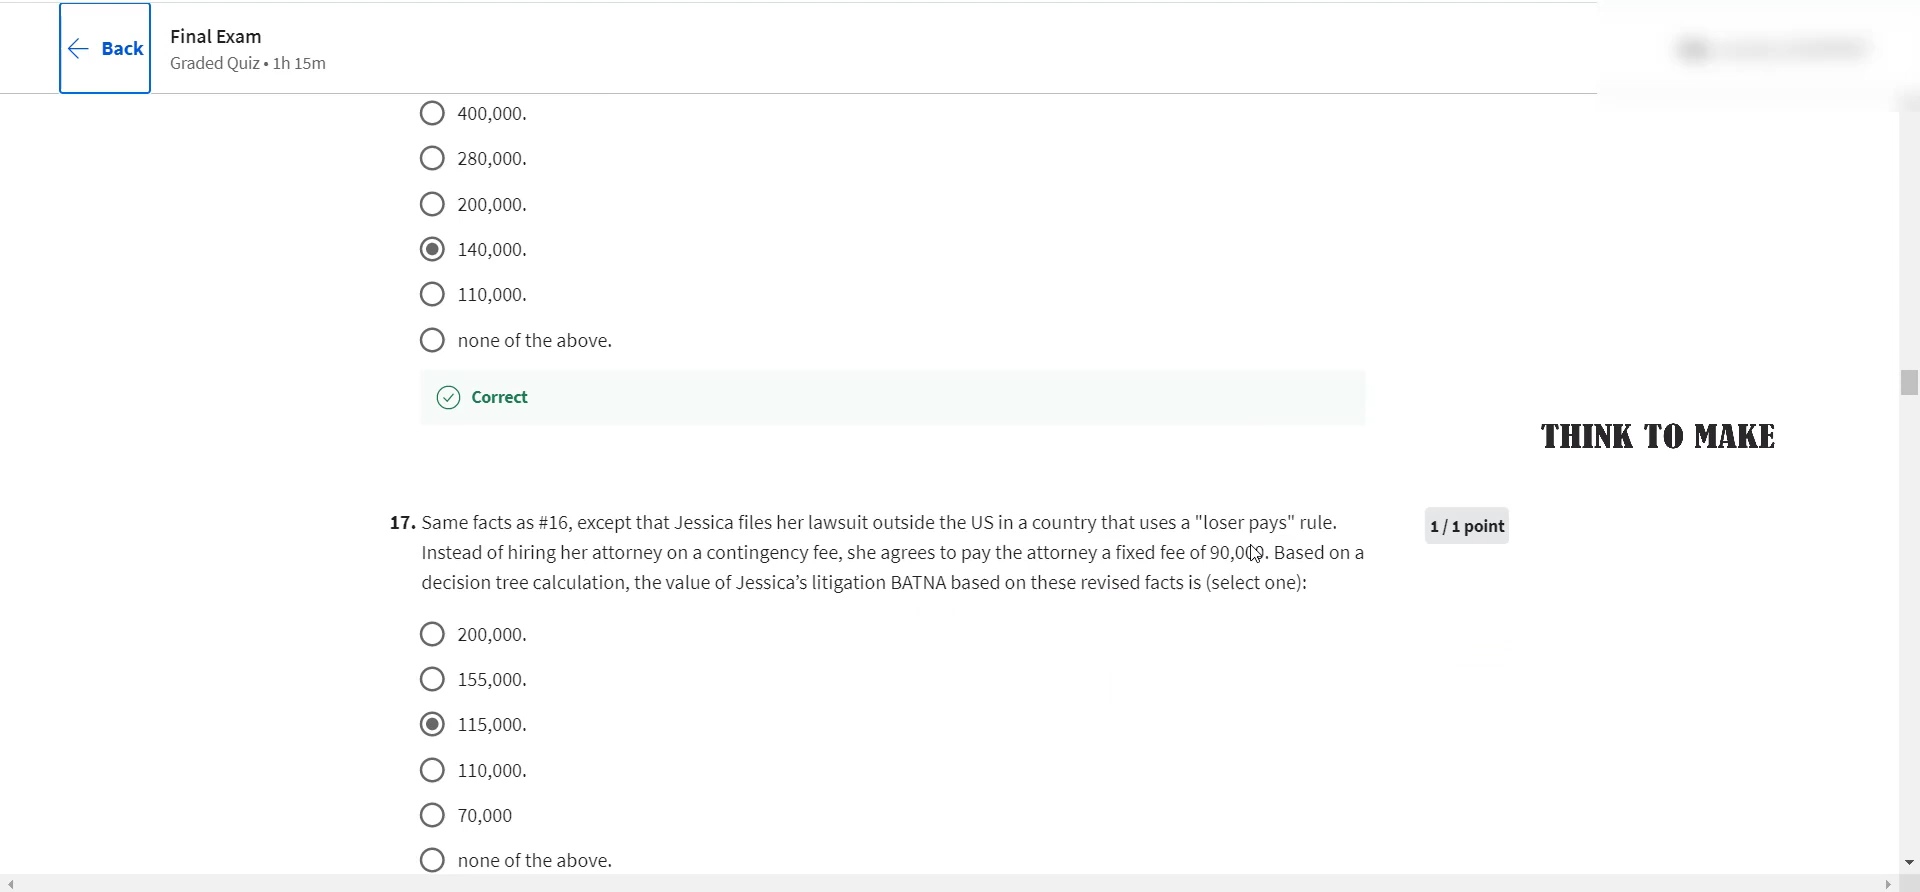 Back
Final Exam
Graded Quiz • 1h 15m
400,000.
280,000.
200,000.
140,000.
110,000.
none of the above.
Correct
THINK TO MAKE
17. Same facts as #16, except that Jessica files her lawsuit outside the US in a country that uses a "loser pays" rule.
1 / 1 point
Instead of hiring her attorney on a contingency fee, she agrees to pay the attorney a fixed fee of 90,000. Based on a
decision tree calculation, the value of Jessica’s litigation BATNA based on these revised facts is (select one):
200,000.
155,000.
115,000.
110,000.
70,000
none of the above.